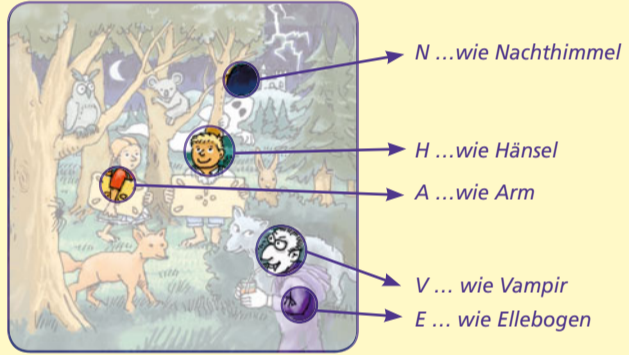 N ...wie Nachthimmel
H ...wie Hänsel
A ...wie Arm
V ... wie Vampir
E ... wie Ellebogen